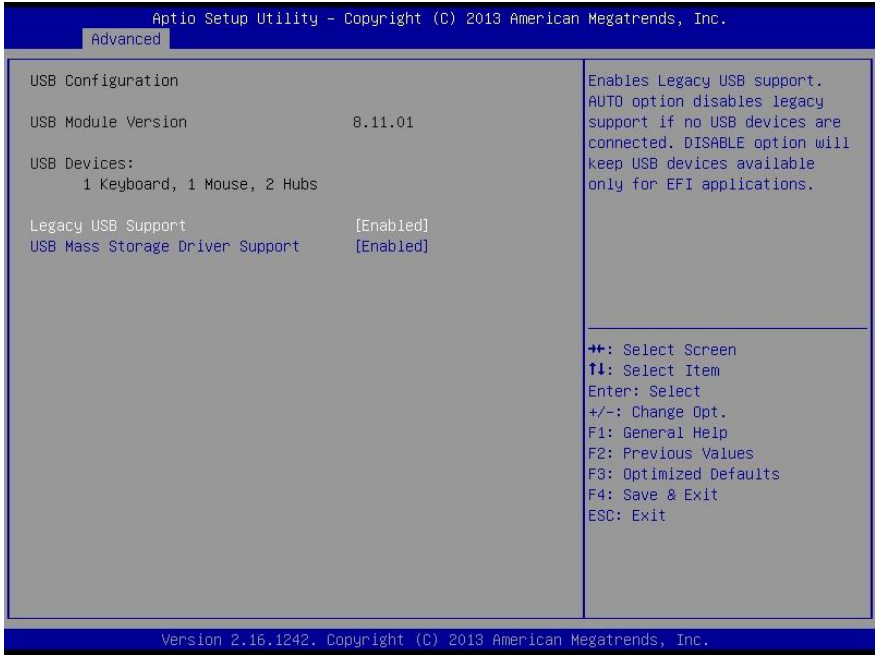 Aptio Setup Utility – Copyright (C) 2013 American Megatrends, Inc.
Advanced
USB Configuration
USB Module Version 8.11.01
USB Devices:
1 Keyboard, 1 Mouse, 2 Hubs
Legacy USB Support [Enabled]
USB Mass Storage Driver Support [Enabled]
Enables Legacy USB support.
AUTO option disables legacy
support if no USB devices are
connected. DISABLE option will
keep USB devices available
only for EFI applications.
→←: Select Screen
↑↓: Select Item
Enter: Select
+/-: Change Opt.
F1: General Help
F2: Previous Values
F3: Optimized Defaults
F4: Save & Exit
ESC: Exit
Version 2.16.1242. Copyright (C) 2013 American Megatrends, Inc.